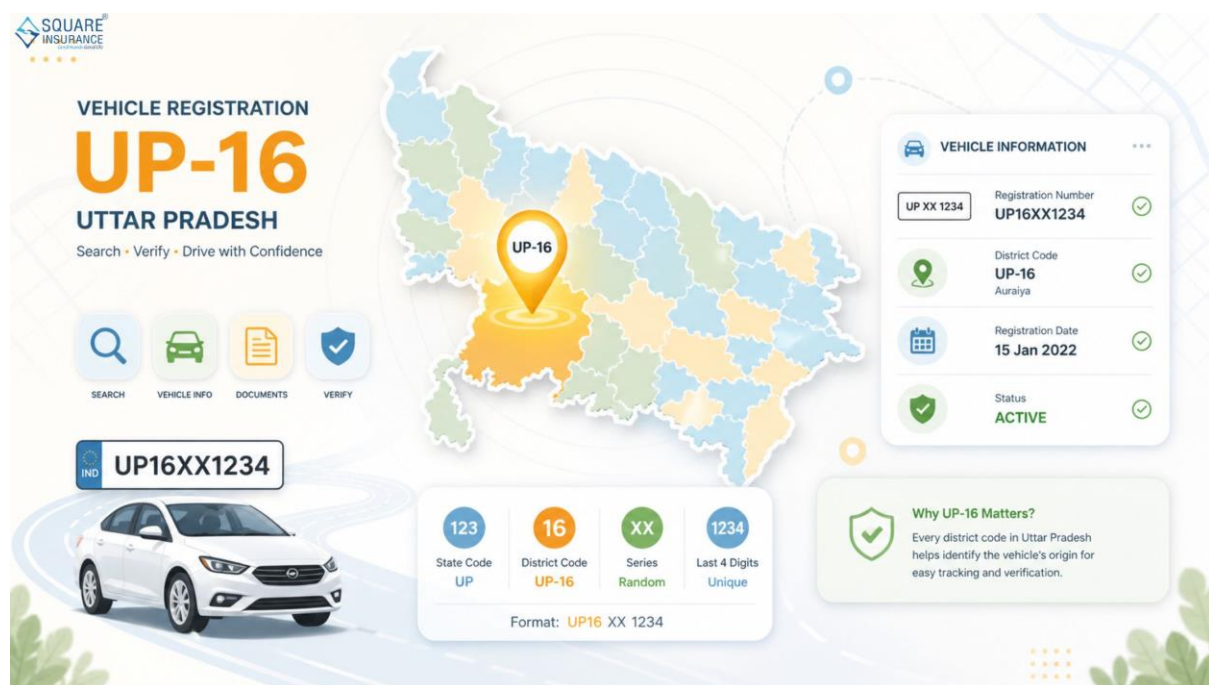 SQUARE
INSURANCE
VEHICLE REGISTRATION
UP-16
UTTAR PRADESH
Search • Verify • Drive with Confidence
SEARCH
VEHICLE INFO
DOCUMENTS
VERIFY
IND
UP16XX1234
UP-16
VEHICLE INFORMATION
UP XX 1234
Registration Number
UP16XX1234
District Code
UP-16
Auraiya
Registration Date
15 Jan 2022
Status
ACTIVE
123
State Code
UP
16
District Code
UP-16
XX
Series
Random
1234
Last 4 Digits
Unique
Format: UP16 XX 1234
Why UP-16 Matters?
Every district code in Uttar Pradesh
helps identify the vehicle's origin for
easy tracking and verification.